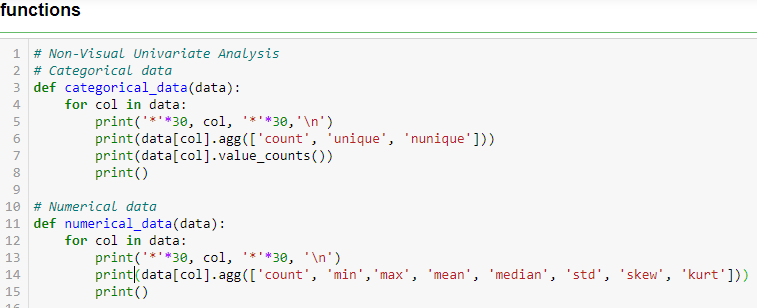 functions
1 # Non-Visual Univariate Analysis
2 # Categorical data
3 def categorical_data(data):
4     for col in data:
5         print('*'*30, col, '*'*30,'\n')
6         print(data[col].agg(['count', 'unique', 'nunique']))
7         print(data[col].value_counts())
8         print()
9
10 # Numerical data
11 def numerical_data(data):
12     for col in data:
13         print('*'*30, col, '*'*30, '\n')
14         print(data[col].agg(['count', 'min','max', 'mean', 'median', 'std', 'skew', 'kurt']))
15         print()